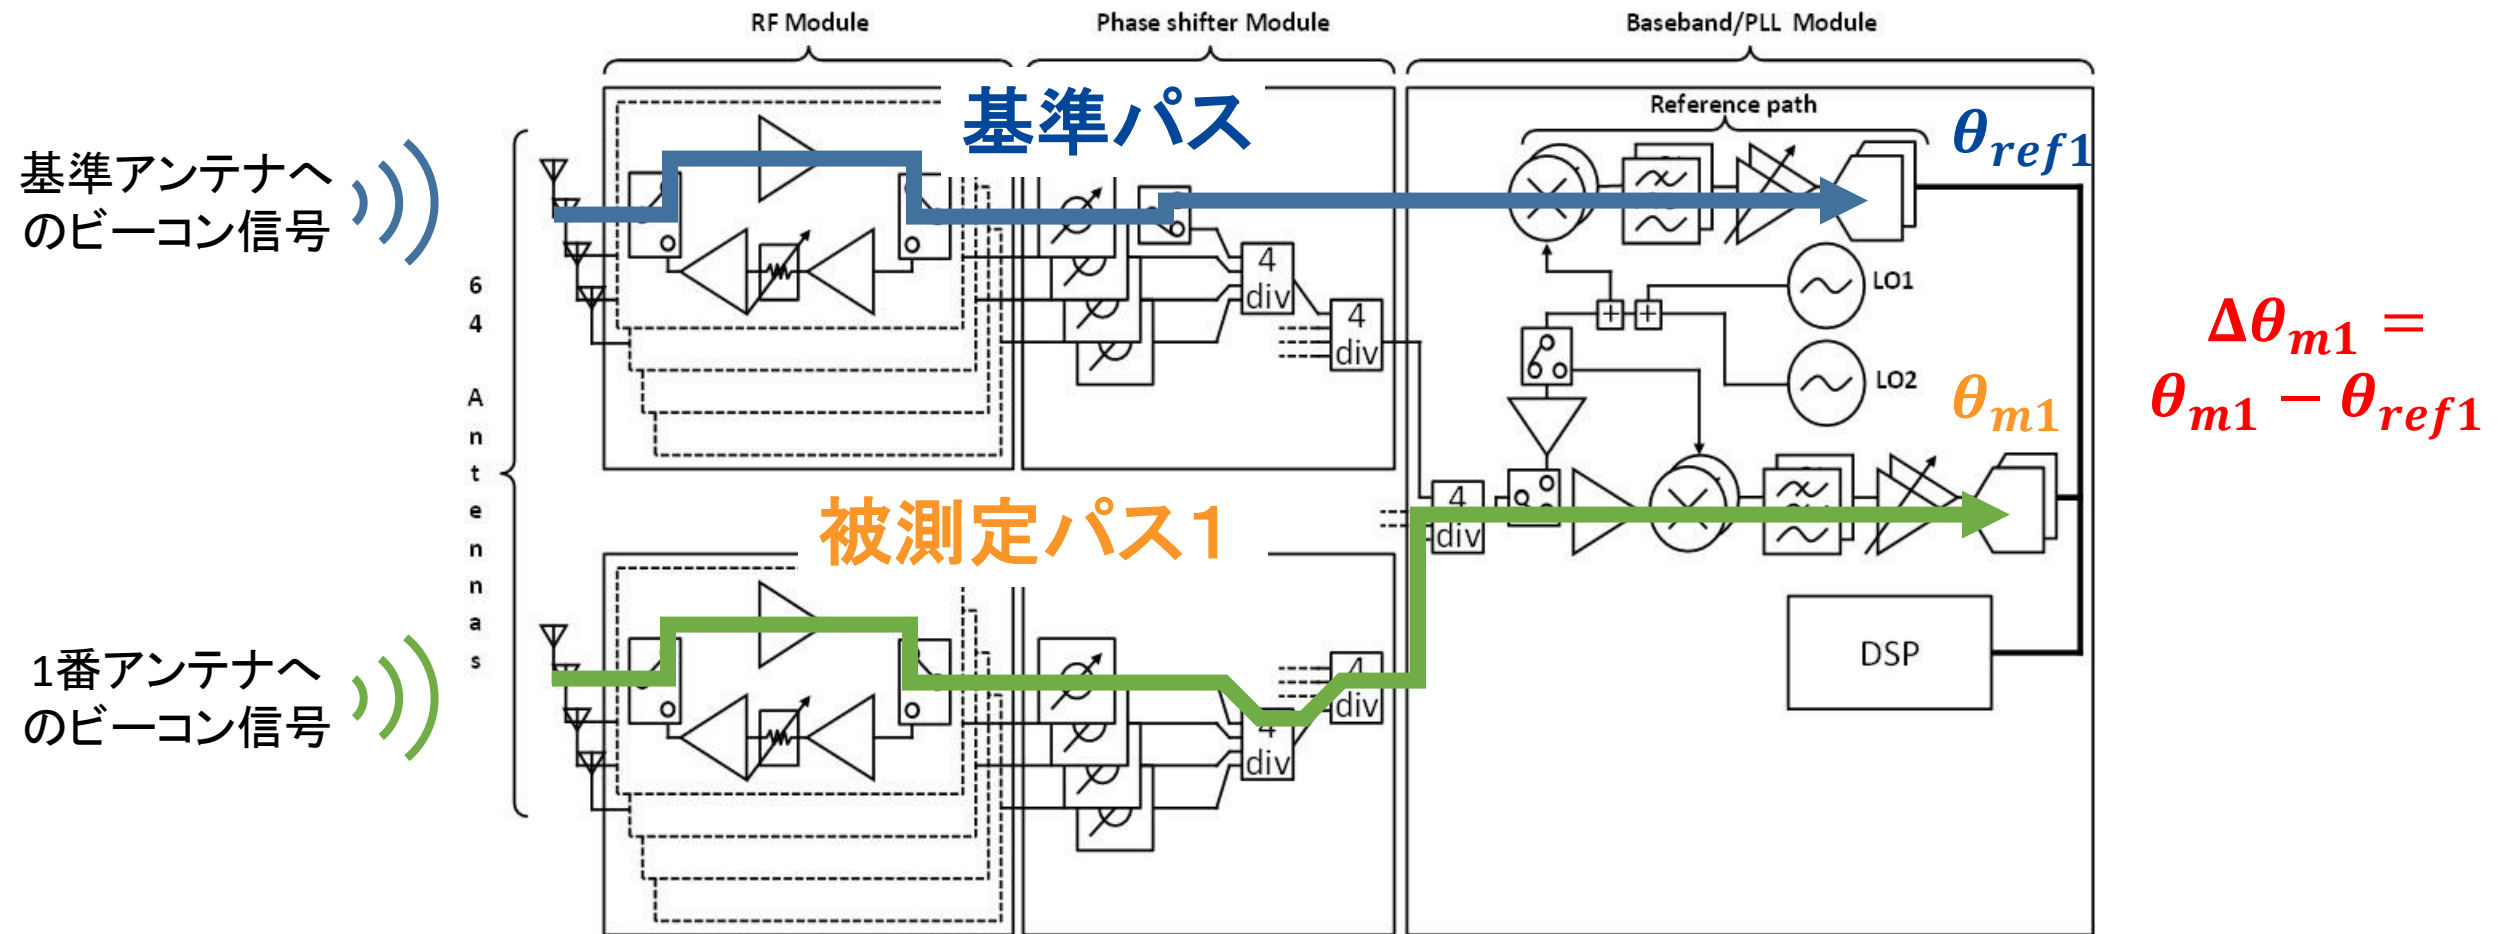 RF Module
Phase shifter Module
Baseband/PLL Module
Reference path
基準パス
θref1
基準アンテナへ
のビーコン信号
64 Antennas
4
div
4
div
LO1
LO2
Δθm1 =
θm1 − θref1
θm1
被測定パス1
4
div
1番アンテナへ
のビーコン信号
4
div
4
div
DSP